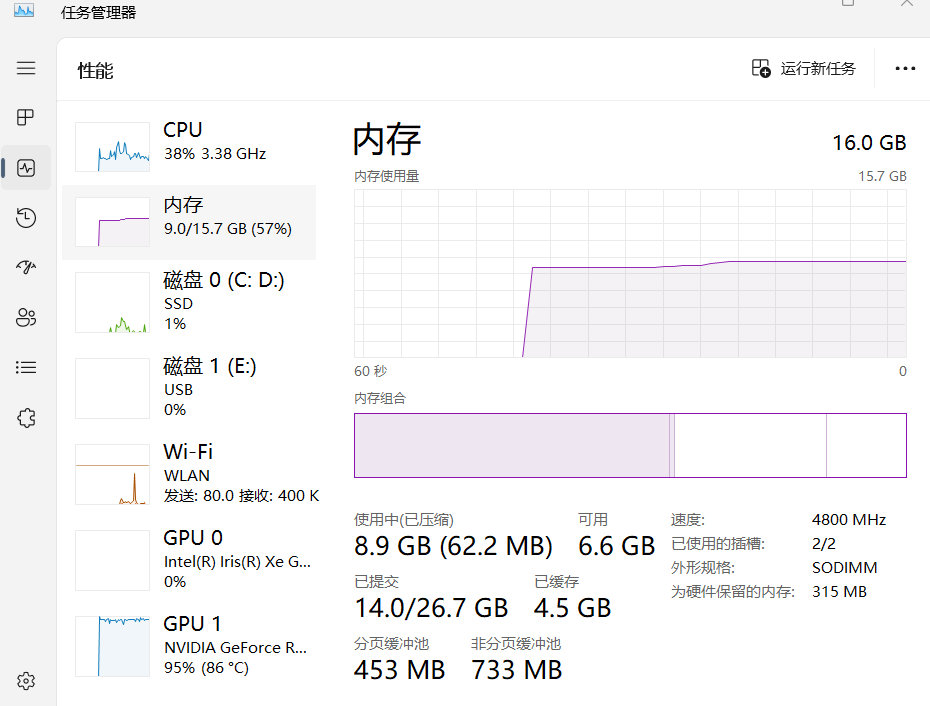 任务管理器
性能
运行新任务
CPU
38% 3.38 GHz
内存
9.0/15.7 GB (57%)
磁盘 0 (C: D:)
SSD
1%
磁盘 1 (E:)
USB
0%
Wi-Fi
WLAN
发送: 80.0 接收: 400 K
GPU 0
Intel(R) Iris(R) Xe G...
0%
GPU 1
NVIDIA GeForce R...
95% (86 °C)
内存
16.0 GB
内存使用量
15.7 GB
60 秒
0
内存组合
使用中(已压缩)
8.9 GB (62.2 MB)
可用
6.6 GB
已提交
14.0/26.7 GB
已缓存
4.5 GB
分页缓冲池
453 MB
非分页缓冲池
733 MB
速度: 4800 MHz
已使用的插槽: 2/2
外形规格: SODIMM
为硬件保留的内存: 315 MB